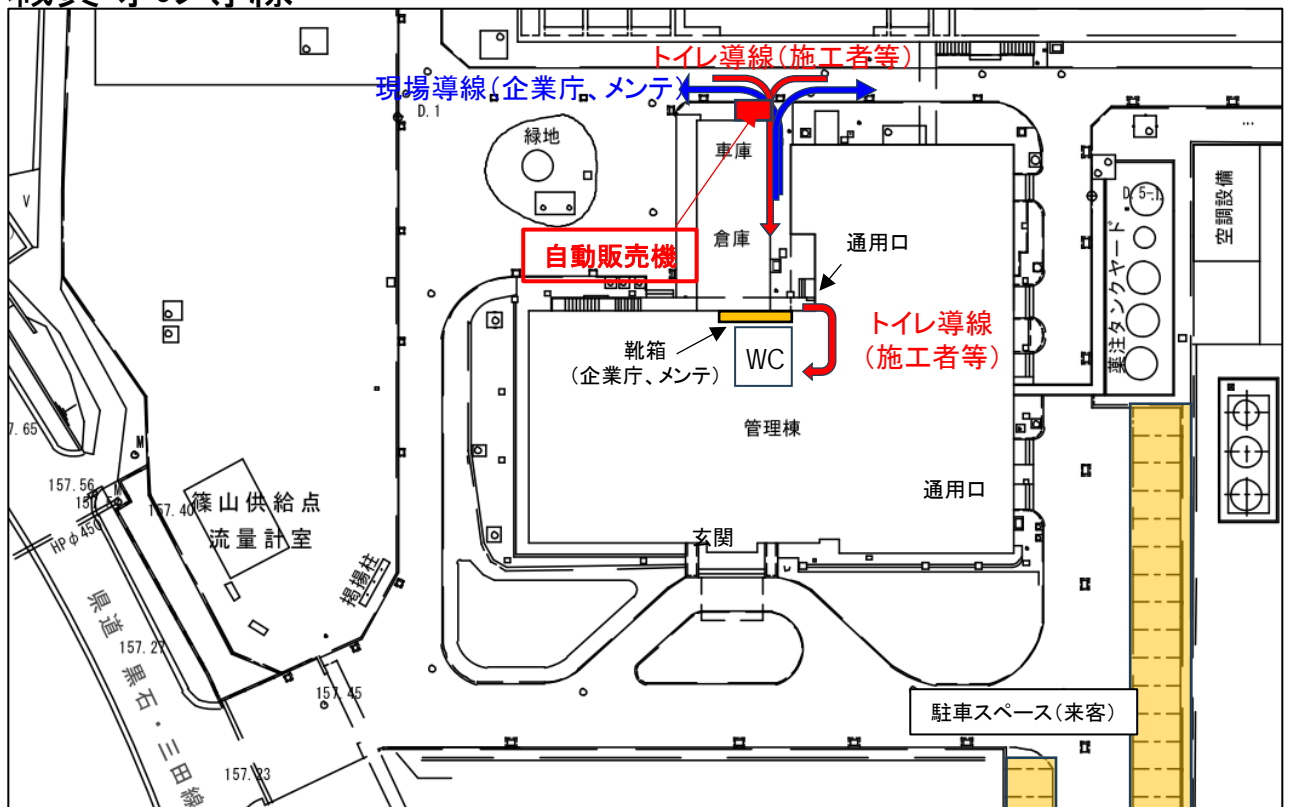 トイレ導線(施工者等)
現場導線(企業庁、メンテ)
D.1
緑地
車庫
倉庫
自動販売機
通用口
トイレ導線
(施工者等)
靴箱
(企業庁、メンテ)
WC
管理棟
通用口
玄関
薬注タンクヤード
D.5-1
空調設備
V
7.65
M
M
157.56
157.40
HPφ450
篠山供給点
流量計室
掲揚柱
県道 黒石・三田線
157.27
157.45
157.23
駐車スペース(来客)